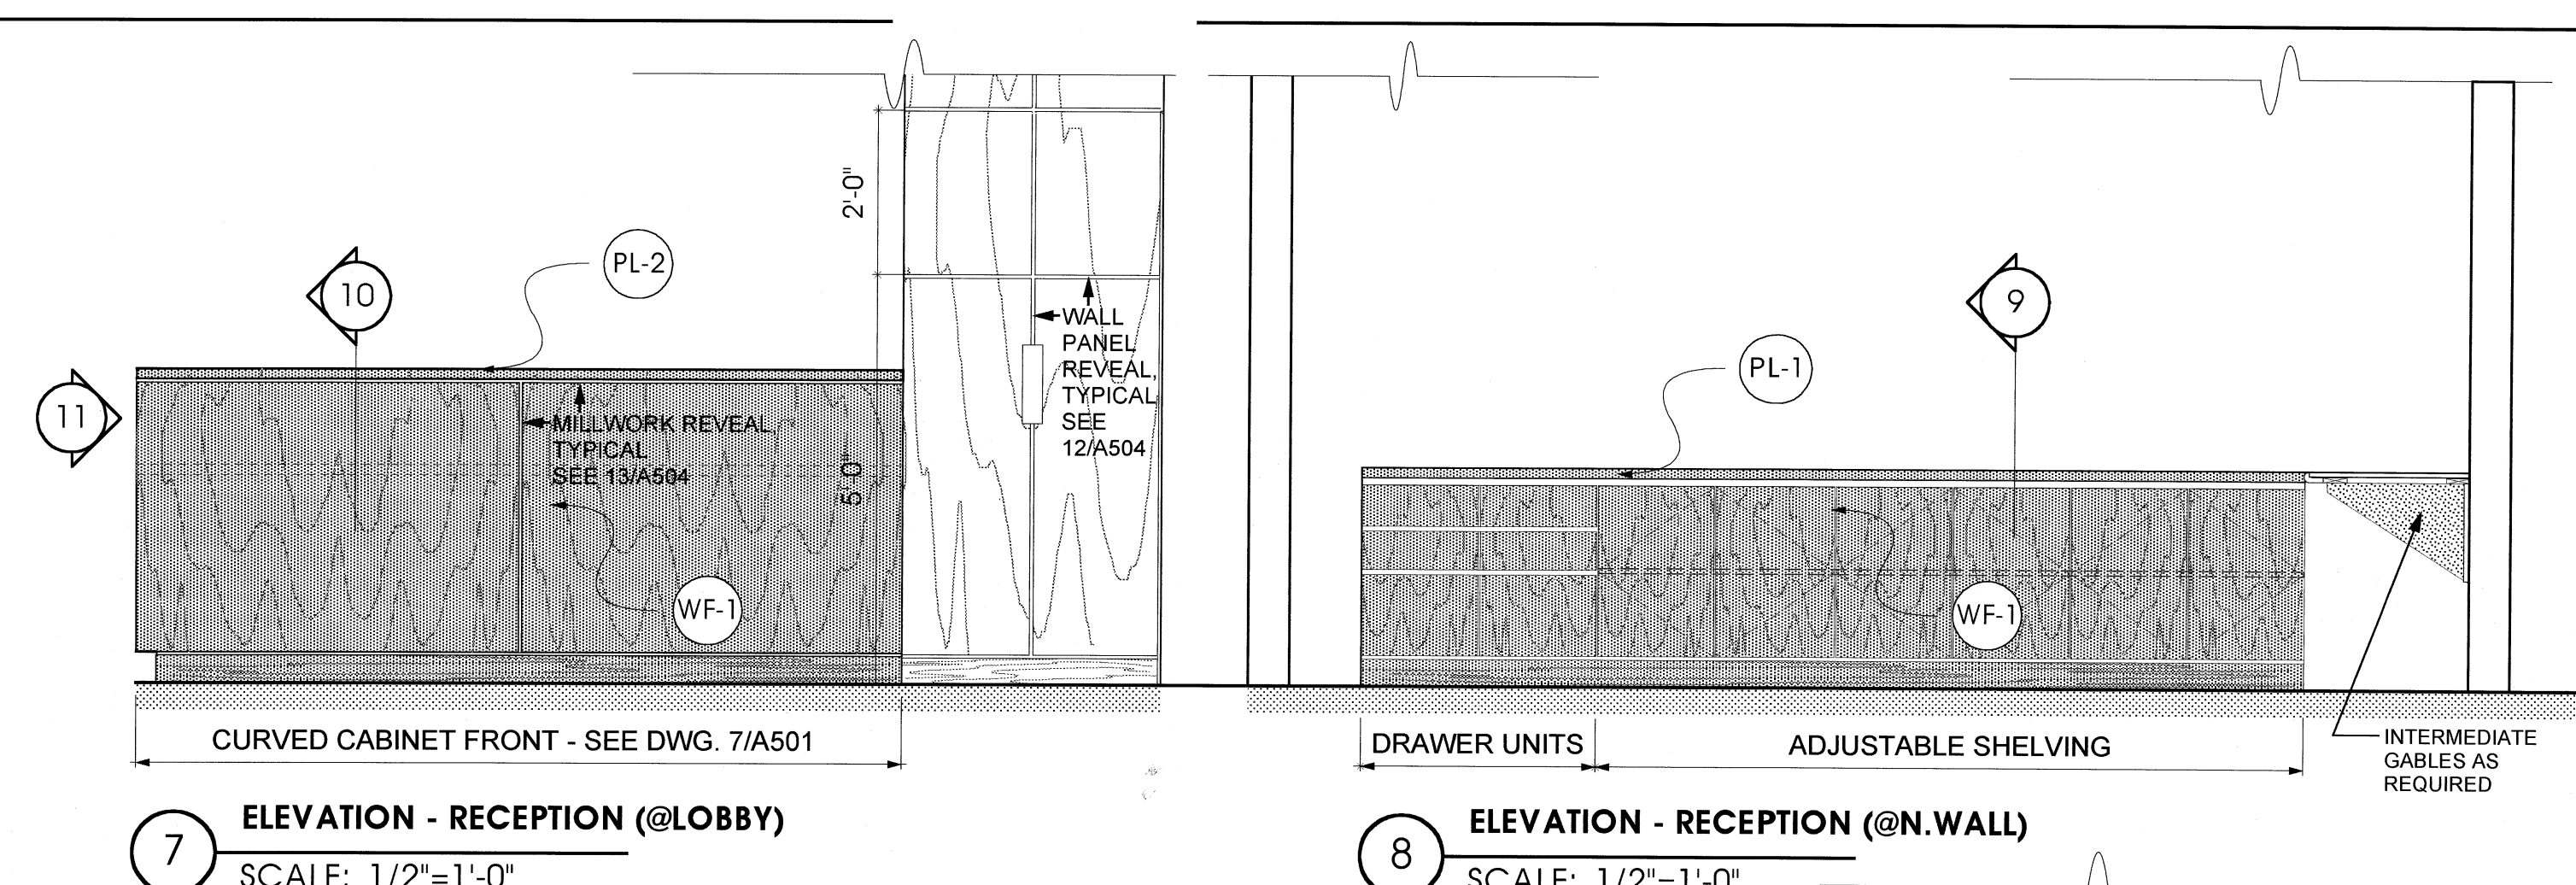 2'-0"
PL-2
10
WALL
PANEL
REVEAL,
TYPICAL
SEE
12/A504
11
MILLWORK REVEAL,
TYPICAL
SEE 13/A504
5'-0"
WF-1
CURVED CABINET FRONT - SEE DWG. 7/A501
7
ELEVATION - RECEPTION (@LOBBY)
SCALE: 1/2"=1'-0"
9
PL-1
WF-1
DRAWER UNITS
ADJUSTABLE SHELVING
INTERMEDIATE
GABLES AS
REQUIRED
8
ELEVATION - RECEPTION (@N.WALL)
SCALE: 1/2"=1'-0"